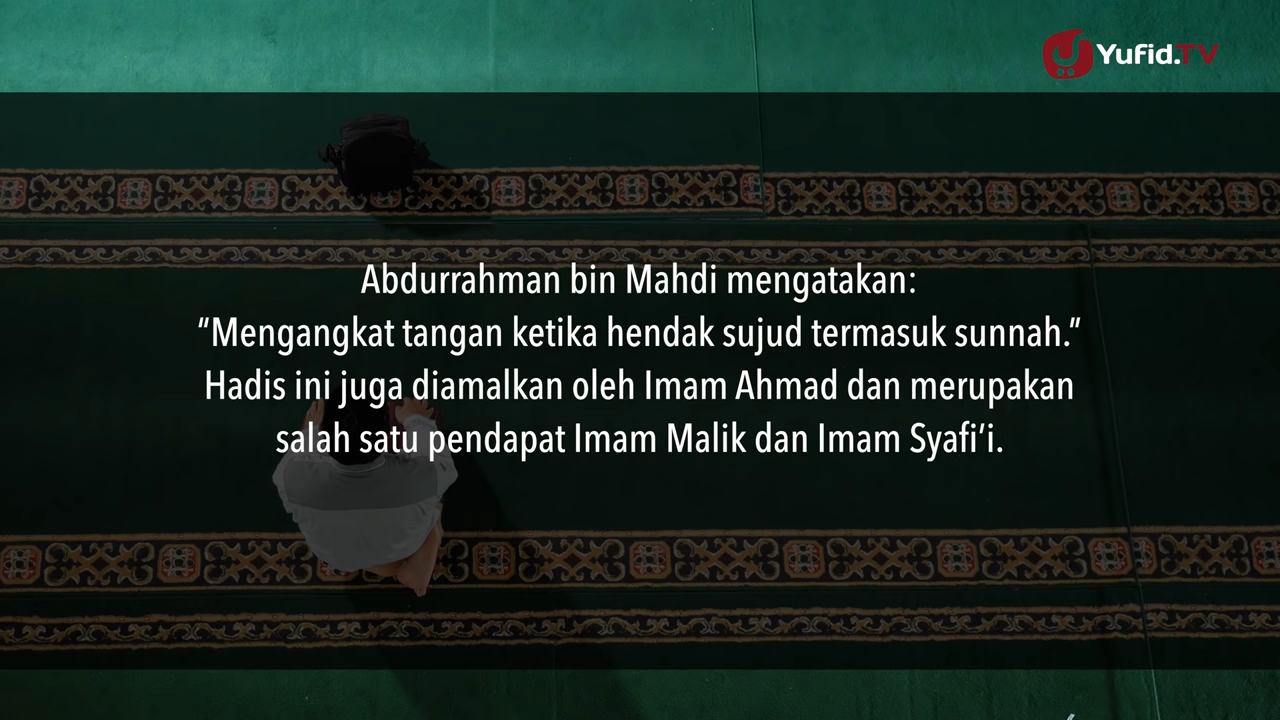 Yufid.TV
Abdurrahman bin Mahdi mengatakan:
“Mengangkat tangan ketika hendak sujud termasuk sunnah.”
Hadis ini juga diamalkan oleh Imam Ahmad dan merupakan
salah satu pendapat Imam Malik dan Imam Syafi’i.